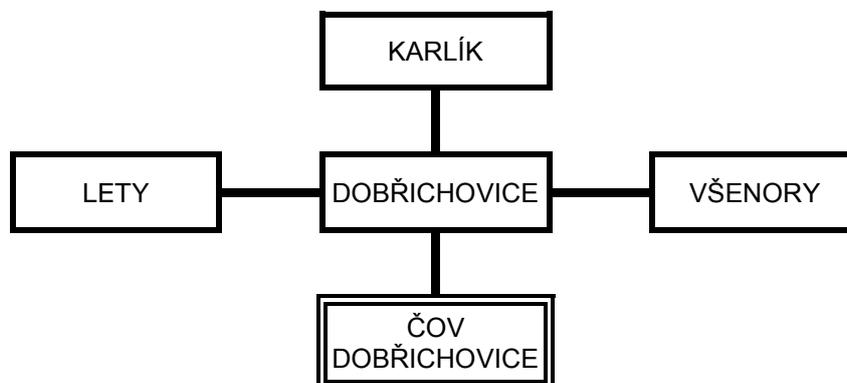 KARLÍK
LETY
DOBŘICHOVICE
VŠENORY
ČOV
DOBŘICHOVICE